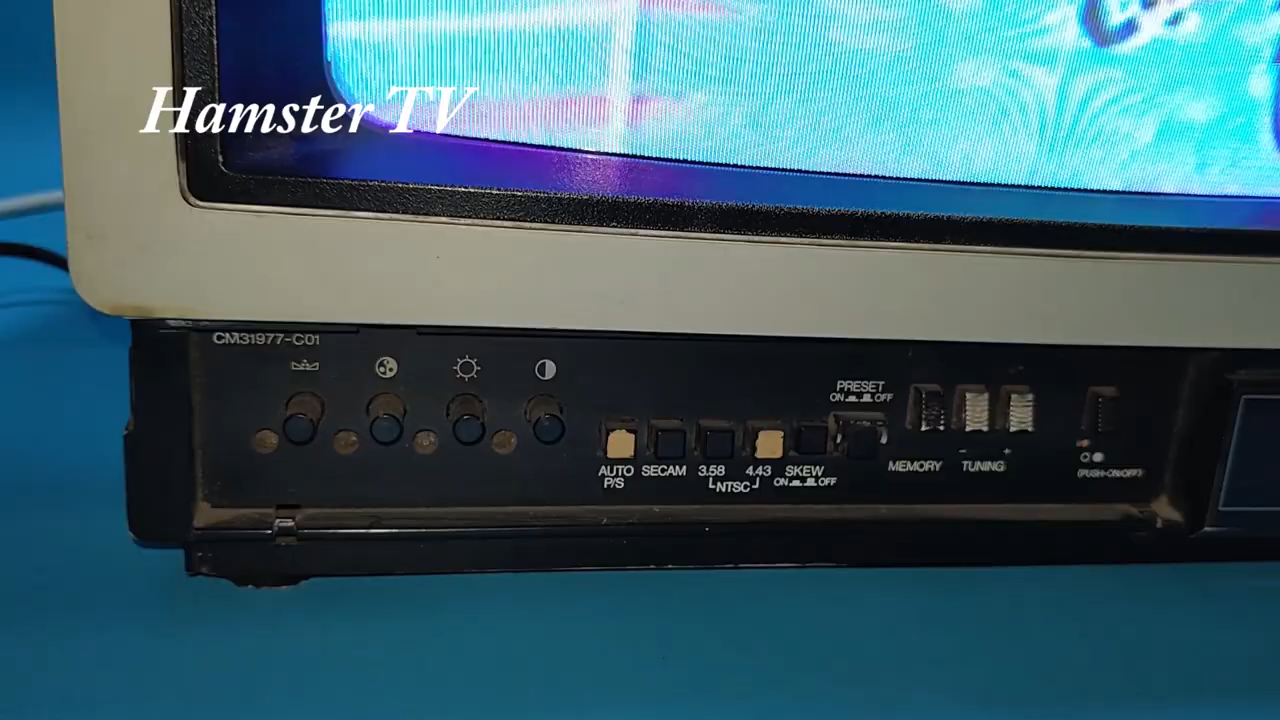 Hamster TV
CM31977-C01
PRESET
ON OFF
AUTO
P/S
SECAM
3.58
4.43
NTSC
SKEW
ON OFF
MEMORY
- +
TUNING
(PUSH-ON/OFF)